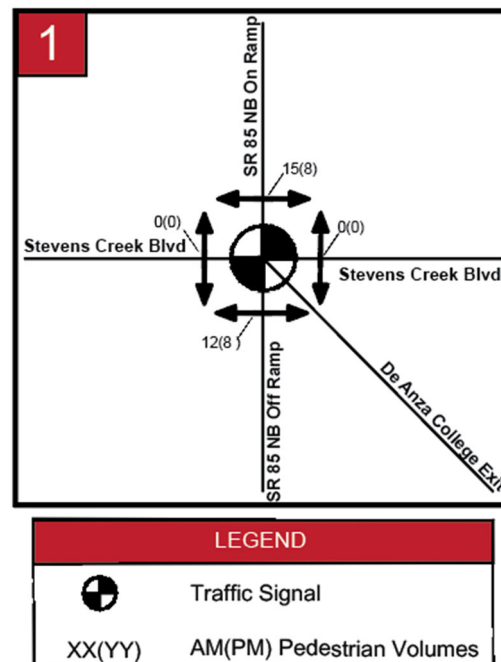 1
SR 85 NB On Ramp
15(8)
0(0)
0(0)
Stevens Creek Blvd
Stevens Creek Blvd
12(8 )
SR 85 NB Off Ramp
De Anza College Exit
LEGEND
Traffic Signal
XX(YY) AM(PM) Pedestrian Volumes